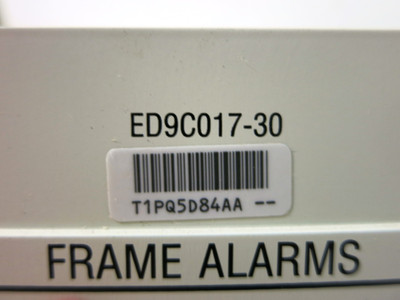 ED9C017-30
T1PQ5D84AA --
FRAME ALARMS